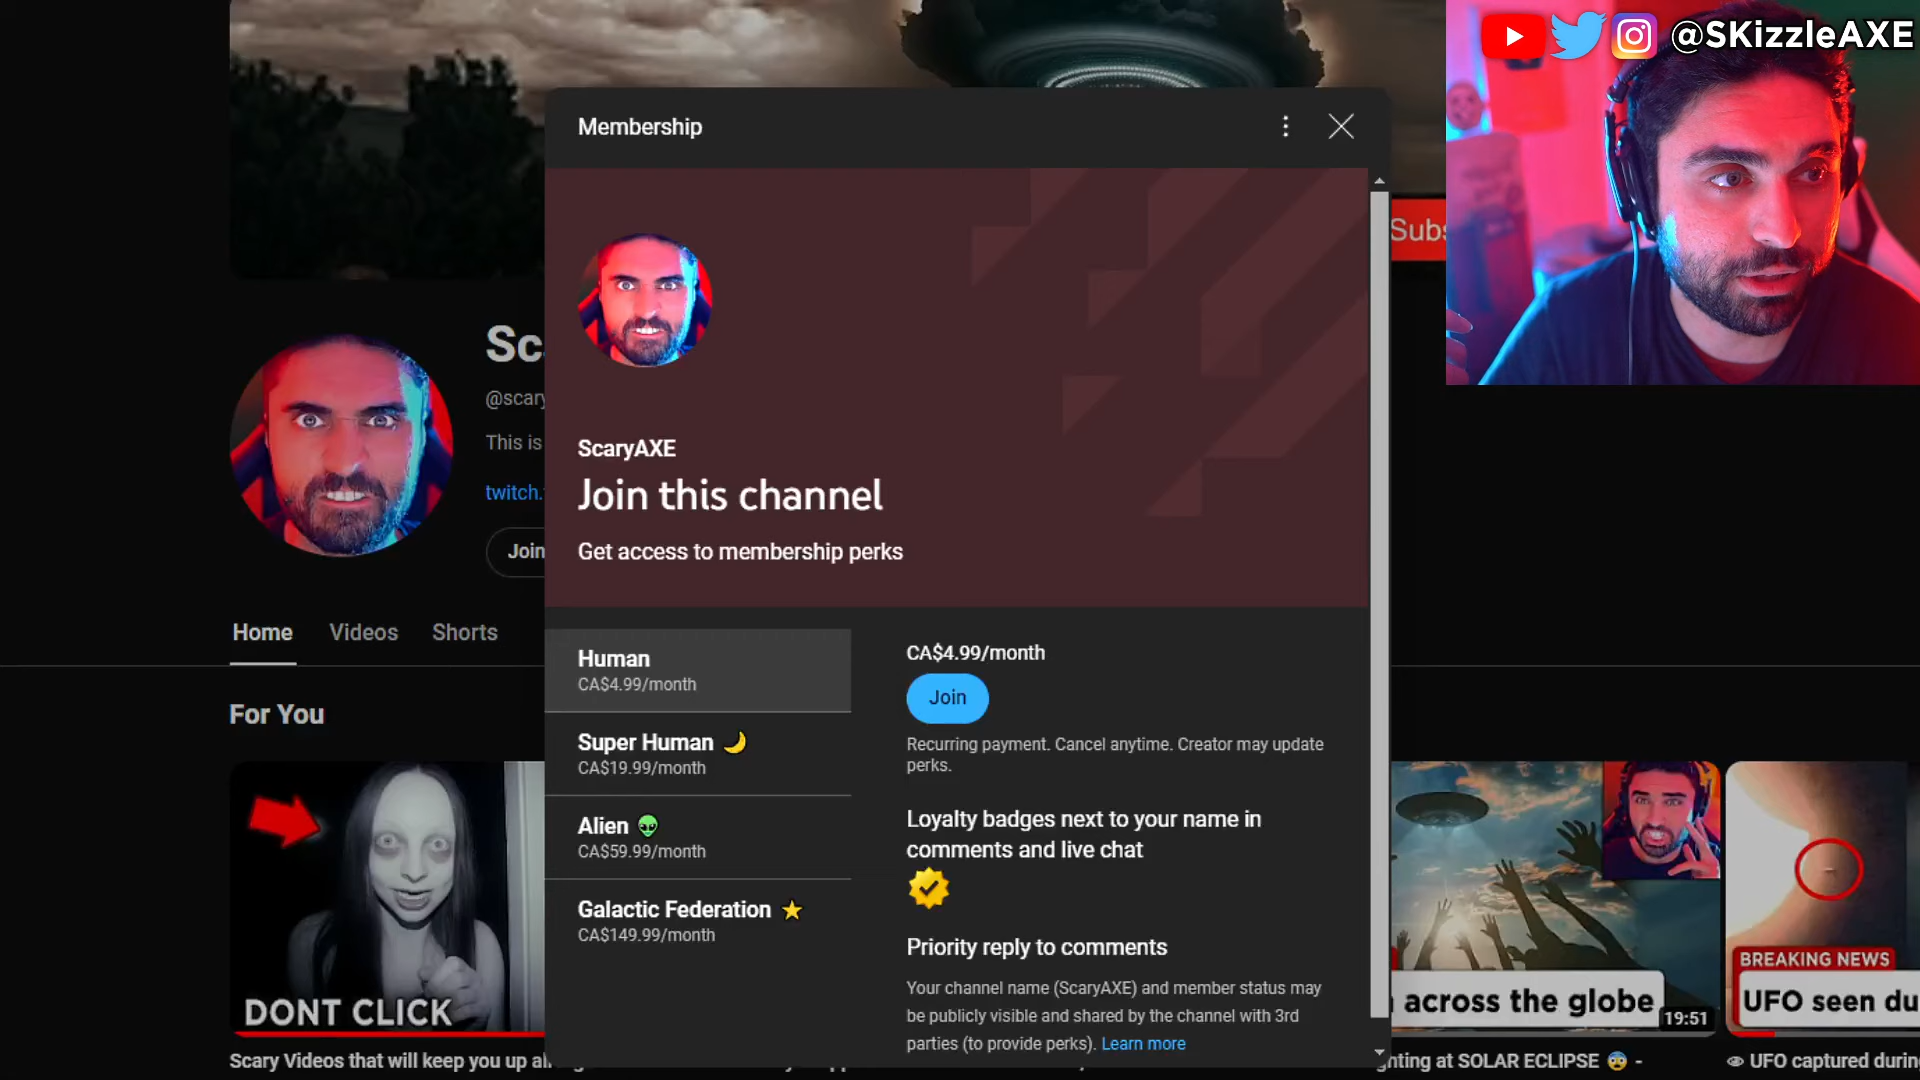 @SKizzleAXE
Membership
Subs
Sc
@scary
This is
twitch.
Join
ScaryAXE
Join this channel
Get access to membership perks
Home
Videos
Shorts
For You
Human
CA$4.99/month
Super Human 🌙
CA$19.99/month
Alien 👽
CA$59.99/month
Galactic Federation ⭐
CA$149.99/month
CA$4.99/month
Join
Recurring payment. Cancel anytime. Creator may update
perks.
Loyalty badges next to your name in
comments and live chat
Priority reply to comments
Your channel name (ScaryAXE) and member status may
be publicly visible and shared by the channel with 3rd
parties (to provide perks). Learn more
DONT CLICK
Scary Videos that will keep you up
across the globe
19:51
ghting at SOLAR ECLIPSE 😨 -
BREAKING NEWS
UFO seen du
👁 UFO captured during